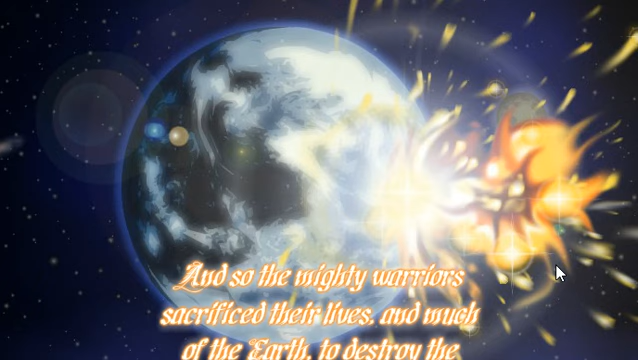 And so the mighty warriors
sacrificed their lives, and much
of the Earth, to destroy the